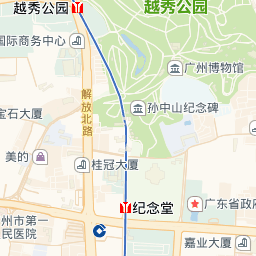 越秀公园
越秀公园
国际商务中心
广州博物馆
解放北路
孙中山纪念碑
宝石大厦
美的
桂冠大厦
纪念堂
广东省政府
州市第一
民医院
嘉业大厦